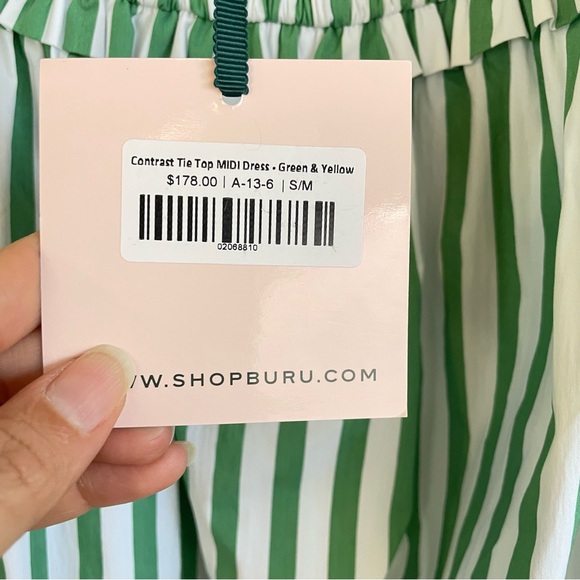 Contrast Tie Top MIDI Dress - Green & Yellow
$178.00 | A-13-6 | S/M
02068810
W.SHOPBURU.COM